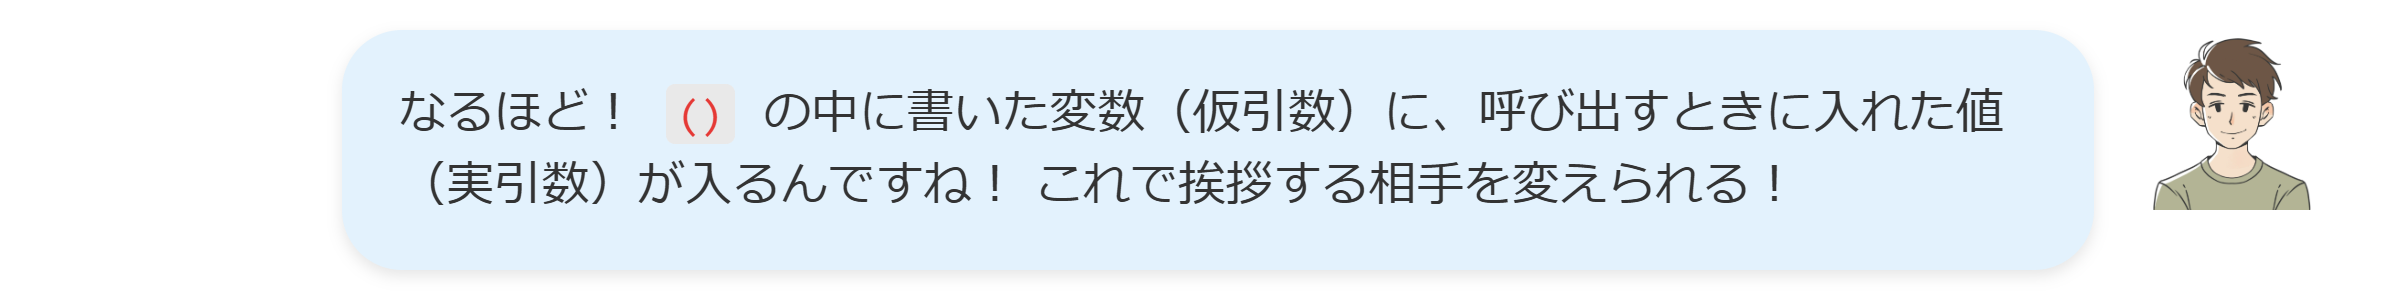 なるほど！ () の中に書いた変数（仮引数）に、呼び出すときに入れた値
（実引数）が入るんですね！ これで挨拶する相手を変えられる！